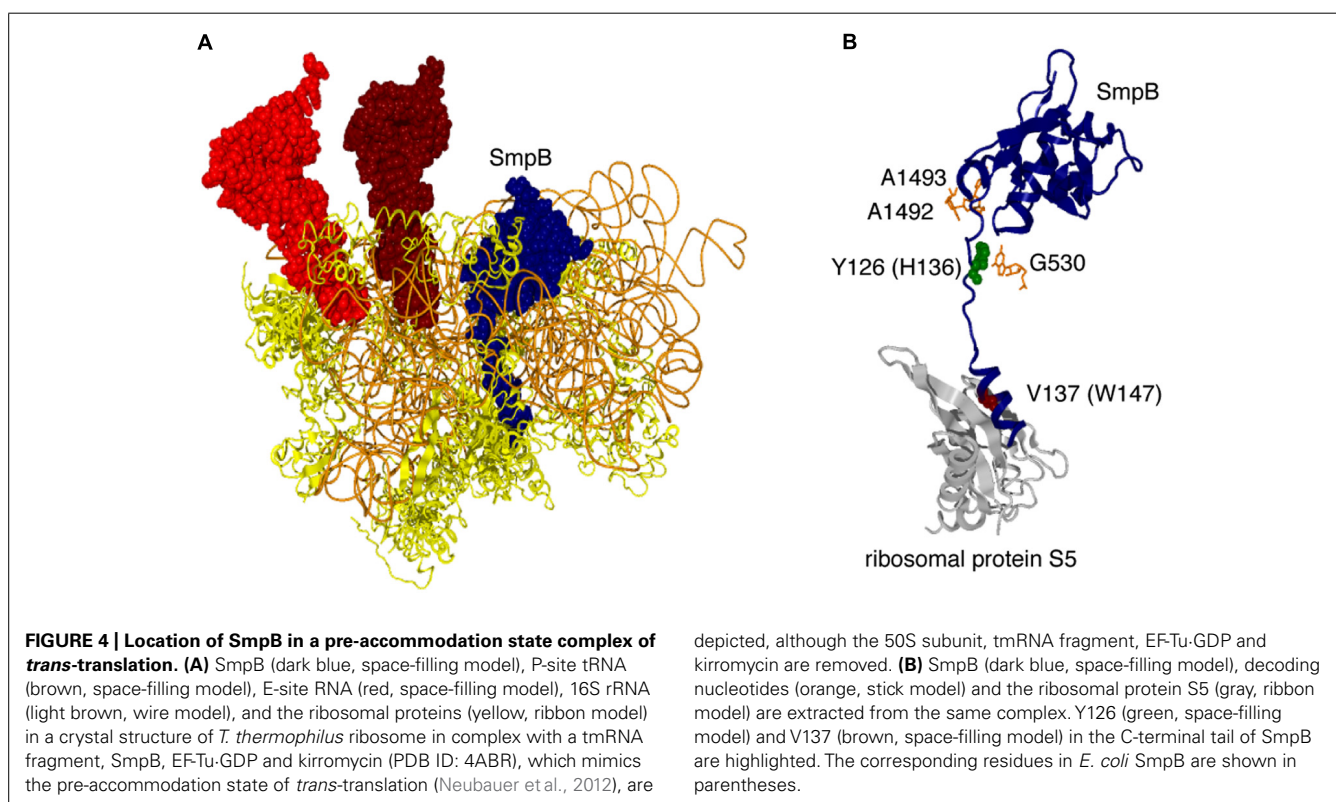 A
B
SmpB
SmpB
A1493
A1492
Y126 (H136)
G530
V137 (W147)
ribosomal protein S5
FIGURE 4 | Location of SmpB in a pre-accommodation state complex of
trans-translation. (A) SmpB (dark blue, space-filling model), P-site tRNA
(brown, space-filling model), E-site RNA (red, space-filling model), 16S rRNA
(light brown, wire model), and the ribosomal proteins (yellow, ribbon model)
in a crystal structure of T. thermophilus ribosome in complex with a tmRNA
fragment, SmpB, EF-Tu·GDP and kirromycin (PDB ID: 4ABR), which mimics
the pre-accommodation state of trans-translation (Neubauer et al., 2012), are
depicted, although the 50S subunit, tmRNA fragment, EF-Tu·GDP and
kirromycin are removed. (B) SmpB (dark blue, space-filling model), decoding
nucleotides (orange, stick model) and the ribosomal protein S5 (gray, ribbon
model) are extracted from the same complex. Y126 (green, space-filling
model) and V137 (brown, space-filling model) in the C-terminal tail of SmpB
are highlighted. The corresponding residues in E. coli SmpB are shown in
parentheses.